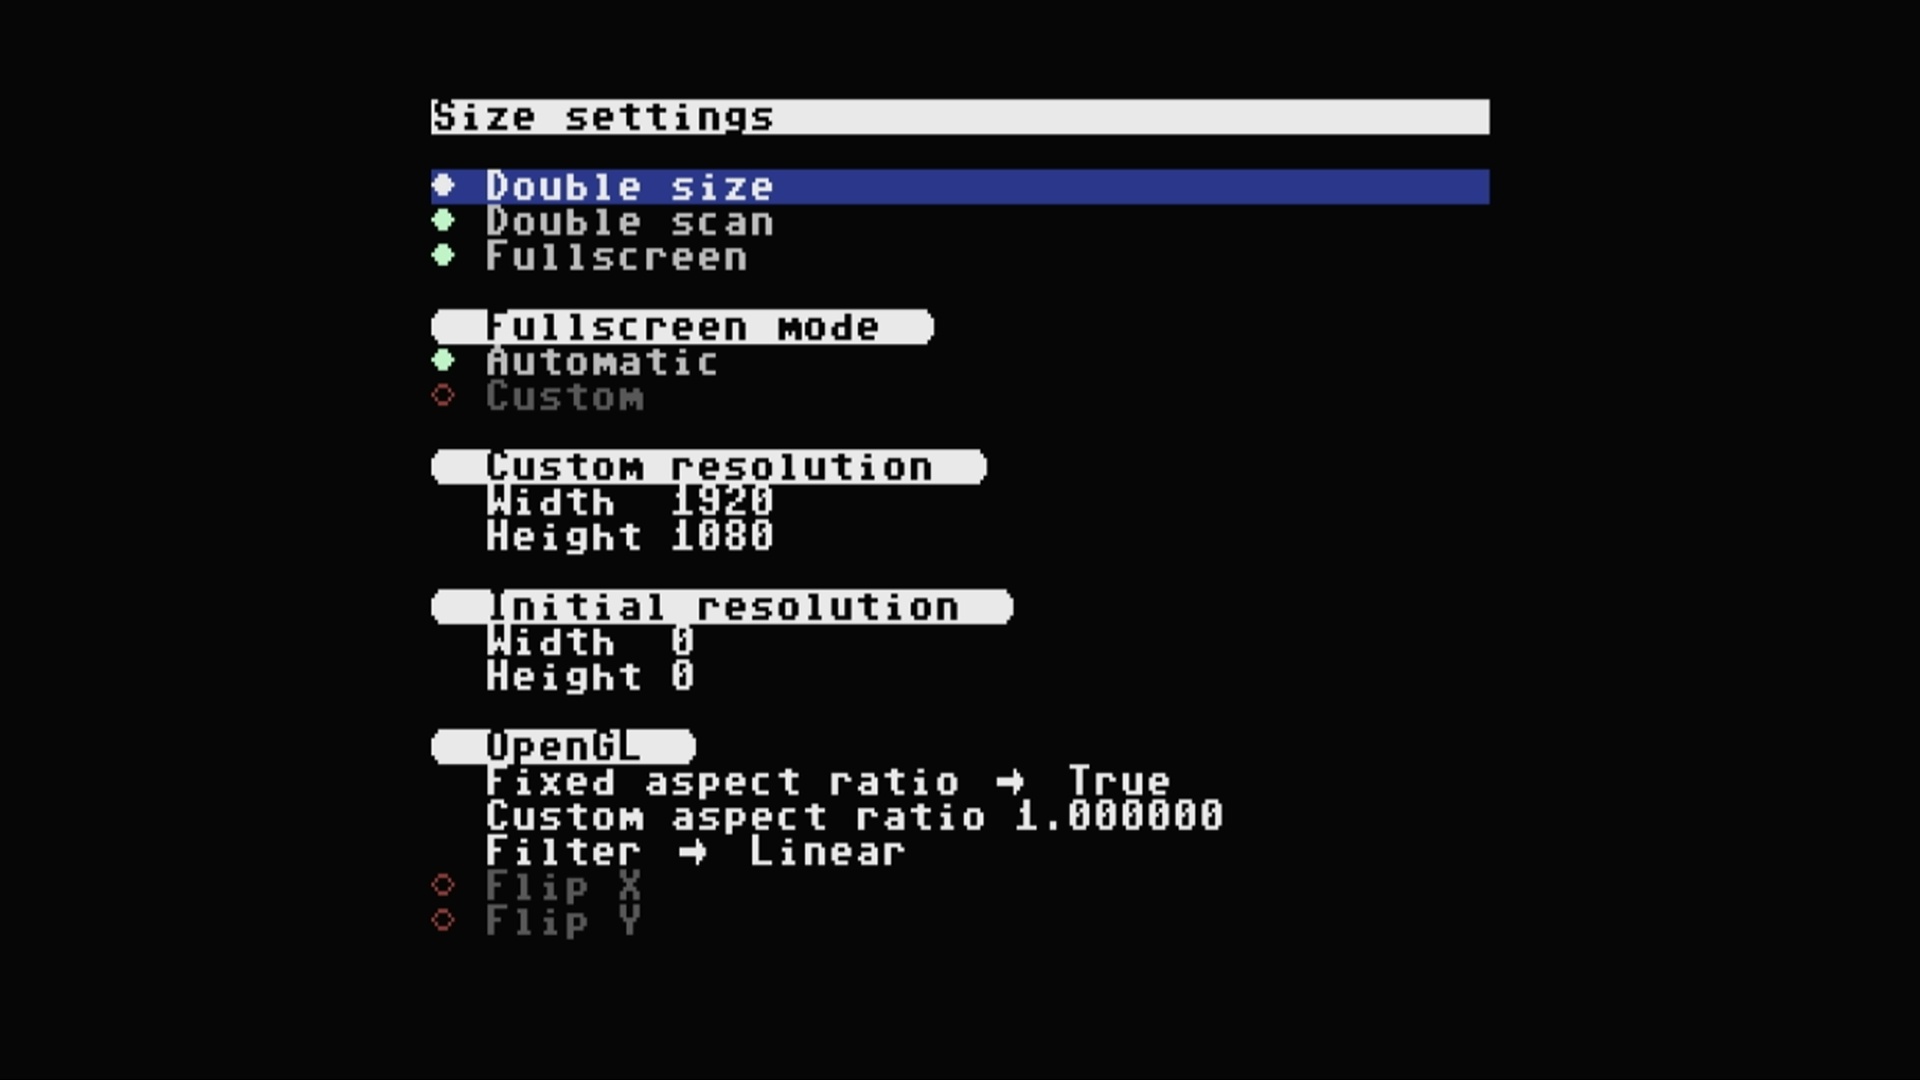 Size settings
Double size
Double scan
Fullscreen
Fullscreen mode
Automatic
Custom
Custom resolution
Width 1920
Height 1080
Initial resolution
Width 0
Height 0
OpenGL
Fixed aspect ratio → True
Custom aspect ratio 1.000000
Filter → Linear
Flip X
Flip Y